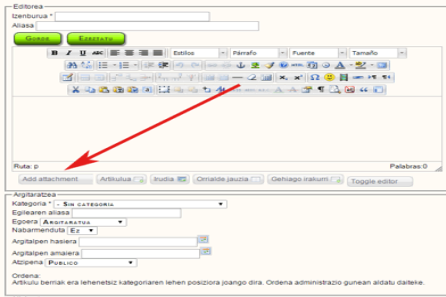 Editorea
Izenburua *
Aliasa
Gorde Ezeztatu
B I U ABC Estilos Párrafo Fuente Tamaño
Ruta: p Palabras:0
Add attachment Artikulua Irudia Orrialde jauzia Gehiago irakurri Toggle editor
Argitaratzea
Kategoria * - Sin categoria
Egilearen aliasa
Egoera Argitaratua
Nabarmenduta Ez
Argitalpen hasiera
Argitalpen amaiera
Atzipena Publico
Ordena:
Artikulu berriak era lehenetsiz kategoriaren lehen posiziora joango dira. Ordena administrazio gunean aldatu daiteke.